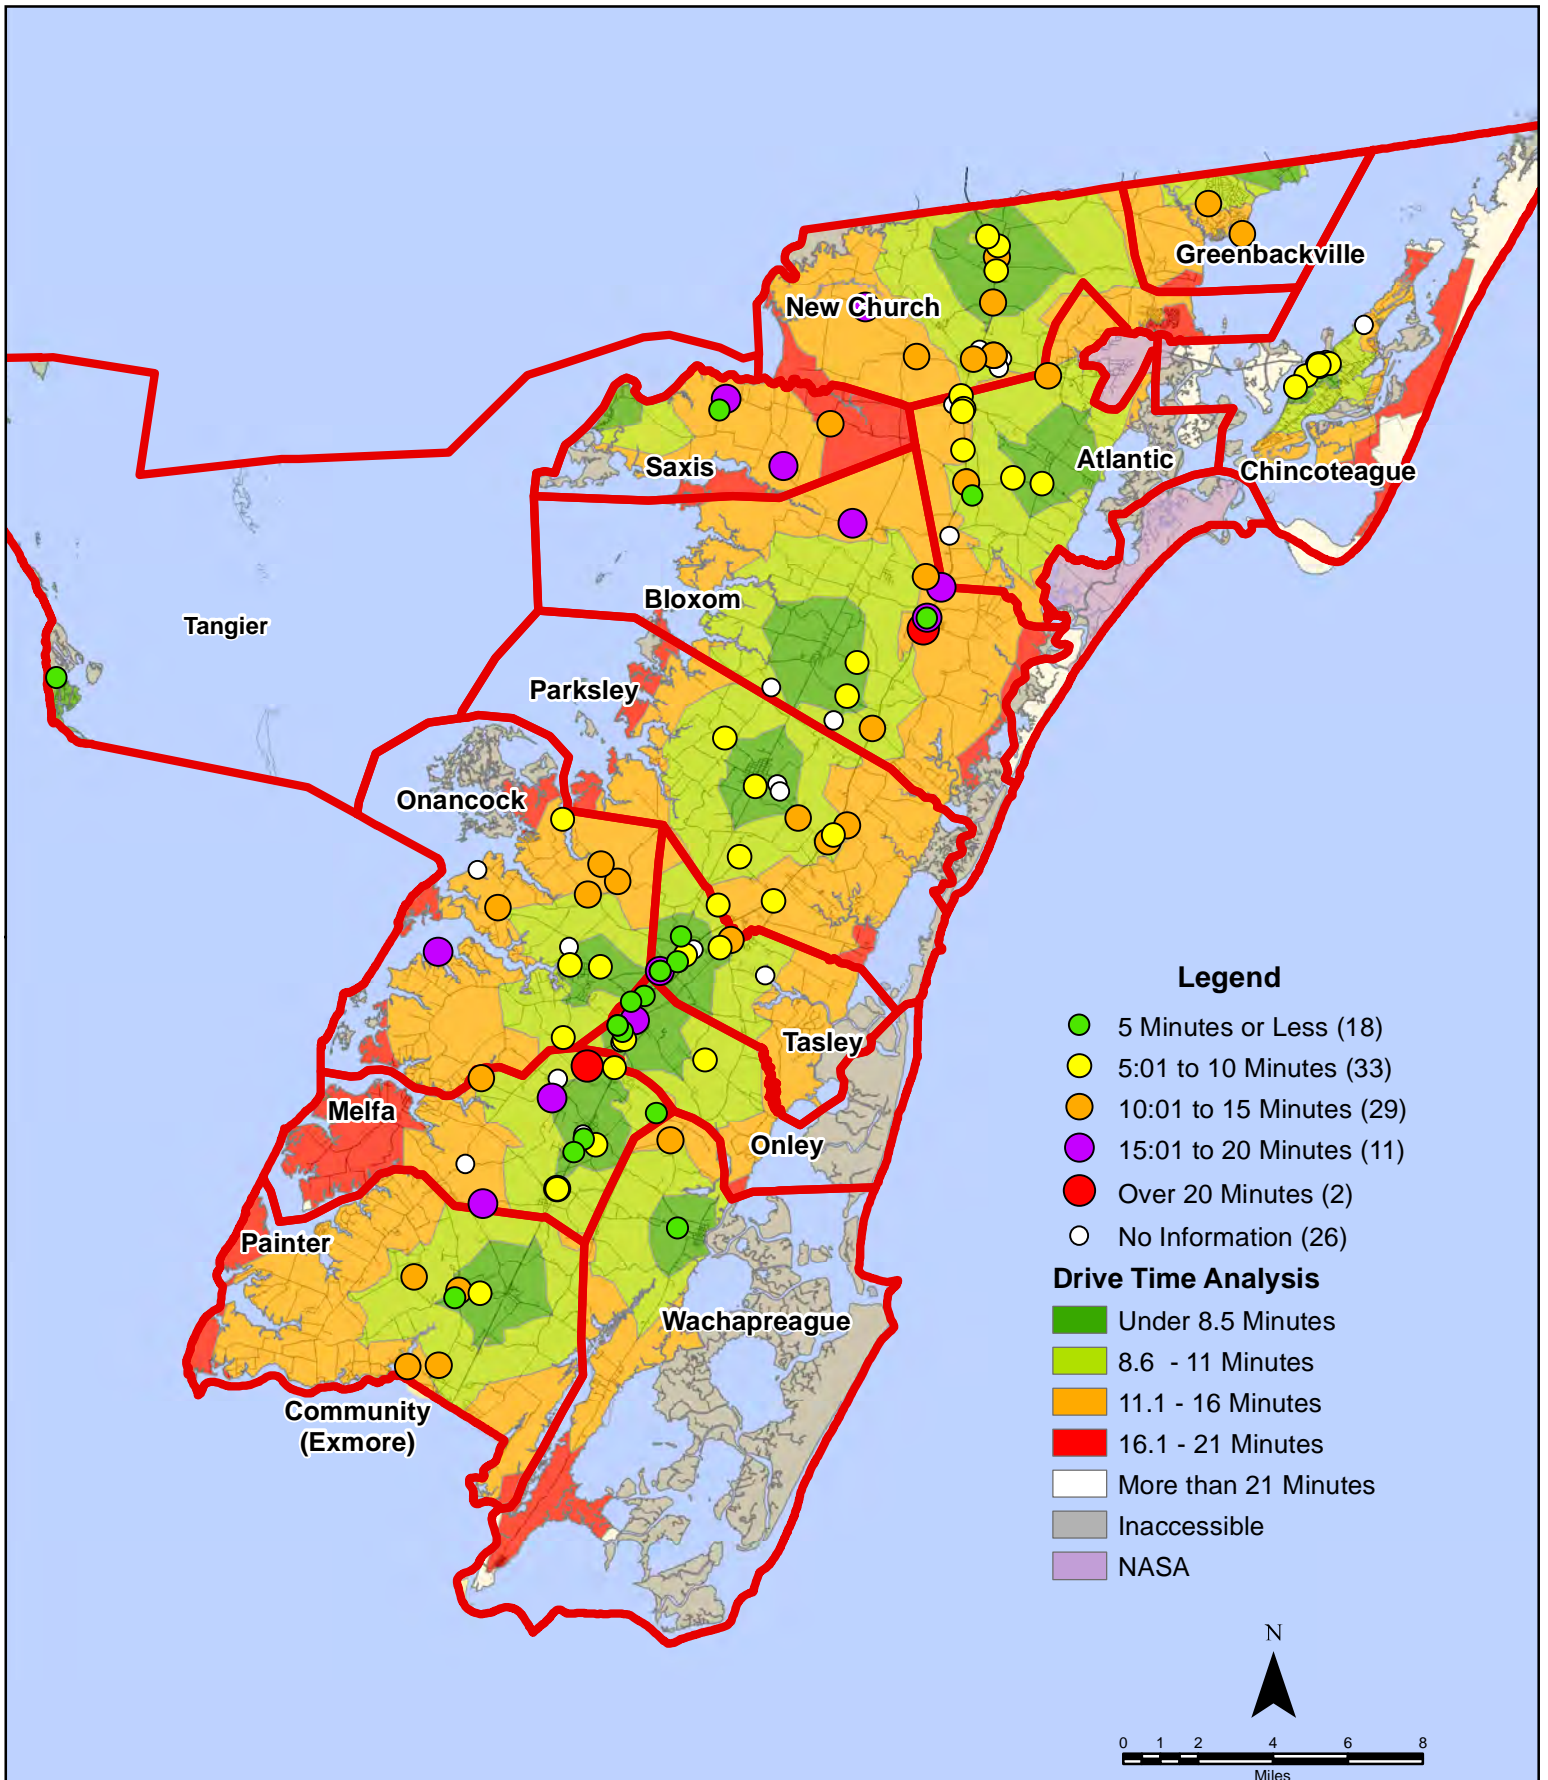 Greenbackville
New Church
Atlantic
Saxis
Chincoteague
Bloxom
Tangier
Parksley
Onancock
Tasley
Melfa
Onley
Painter
Wachapreague
Community
(Exmore)
Legend
5 Minutes or Less (18)
5:01 to 10 Minutes (33)
10:01 to 15 Minutes (29)
15:01 to 20 Minutes (11)
Over 20 Minutes (2)
No Information (26)
Drive Time Analysis
Under 8.5 Minutes
8.6 - 11 Minutes
11.1 - 16 Minutes
16.1 - 21 Minutes
More than 21 Minutes
Inaccessible
NASA
N
0 1 2 4 6 8
Miles